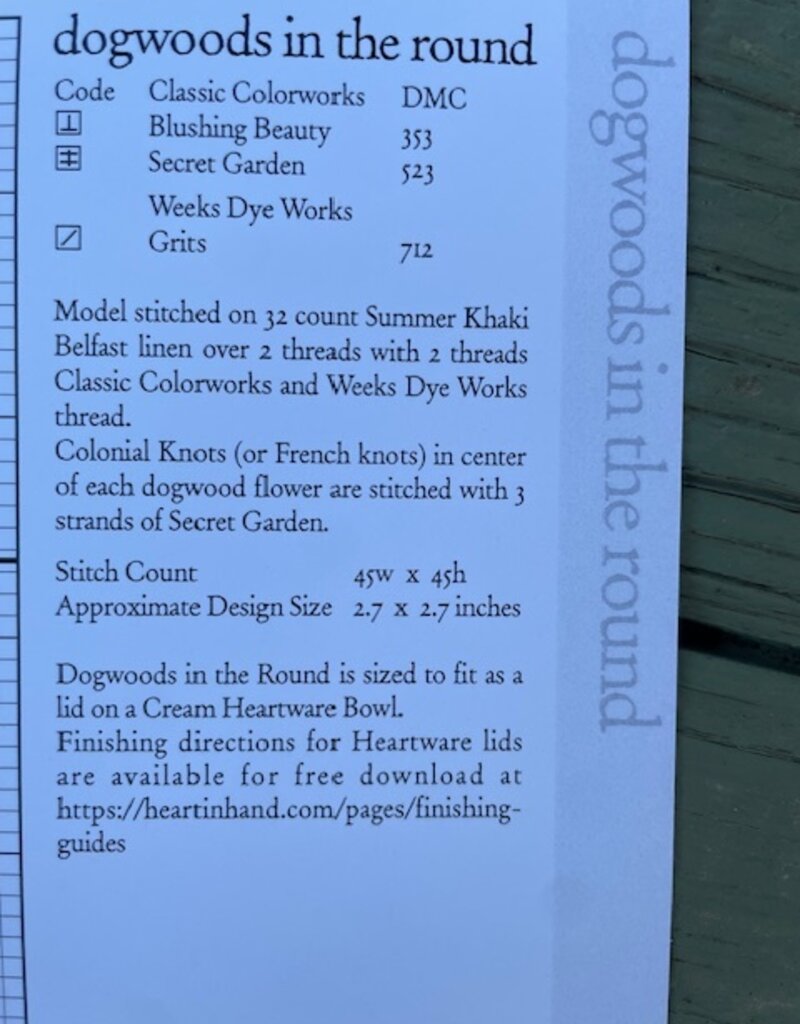 dogwoods in the round
Code Classic Colorworks DMC
Blushing Beauty 353
Secret Garden 523
Weeks Dye Works
Grits 712
Model stitched on 32 count Summer Khaki
Belfast linen over 2 threads with 2 threads
Classic Colorworks and Weeks Dye Works
thread.
Colonial Knots (or French knots) in center
of each dogwood flower are stitched with 3
strands of Secret Garden.
Stitch Count 45w x 45h
Approximate Design Size 2.7 x 2.7 inches
Dogwoods in the Round is sized to fit as a
lid on a Cream Heartware Bowl.
Finishing directions for Heartware lids
are available for free download at
https://heartinhand.com/pages/finishing-
guides
dogwoods in the round